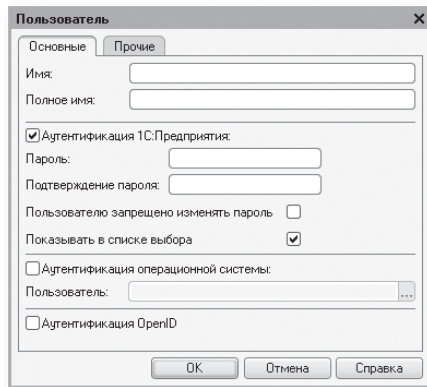 Пользователь
Основные Прочие
Имя:
Полное имя:
Аутентификация 1С:Предприятия:
Пароль:
Подтверждение пароля:
Пользователю запрещено изменять пароль
Показывать в списке выбора
Аутентификация операционной системы:
Пользователь: ...
Аутентификация OpenID
OK Отмена Справка